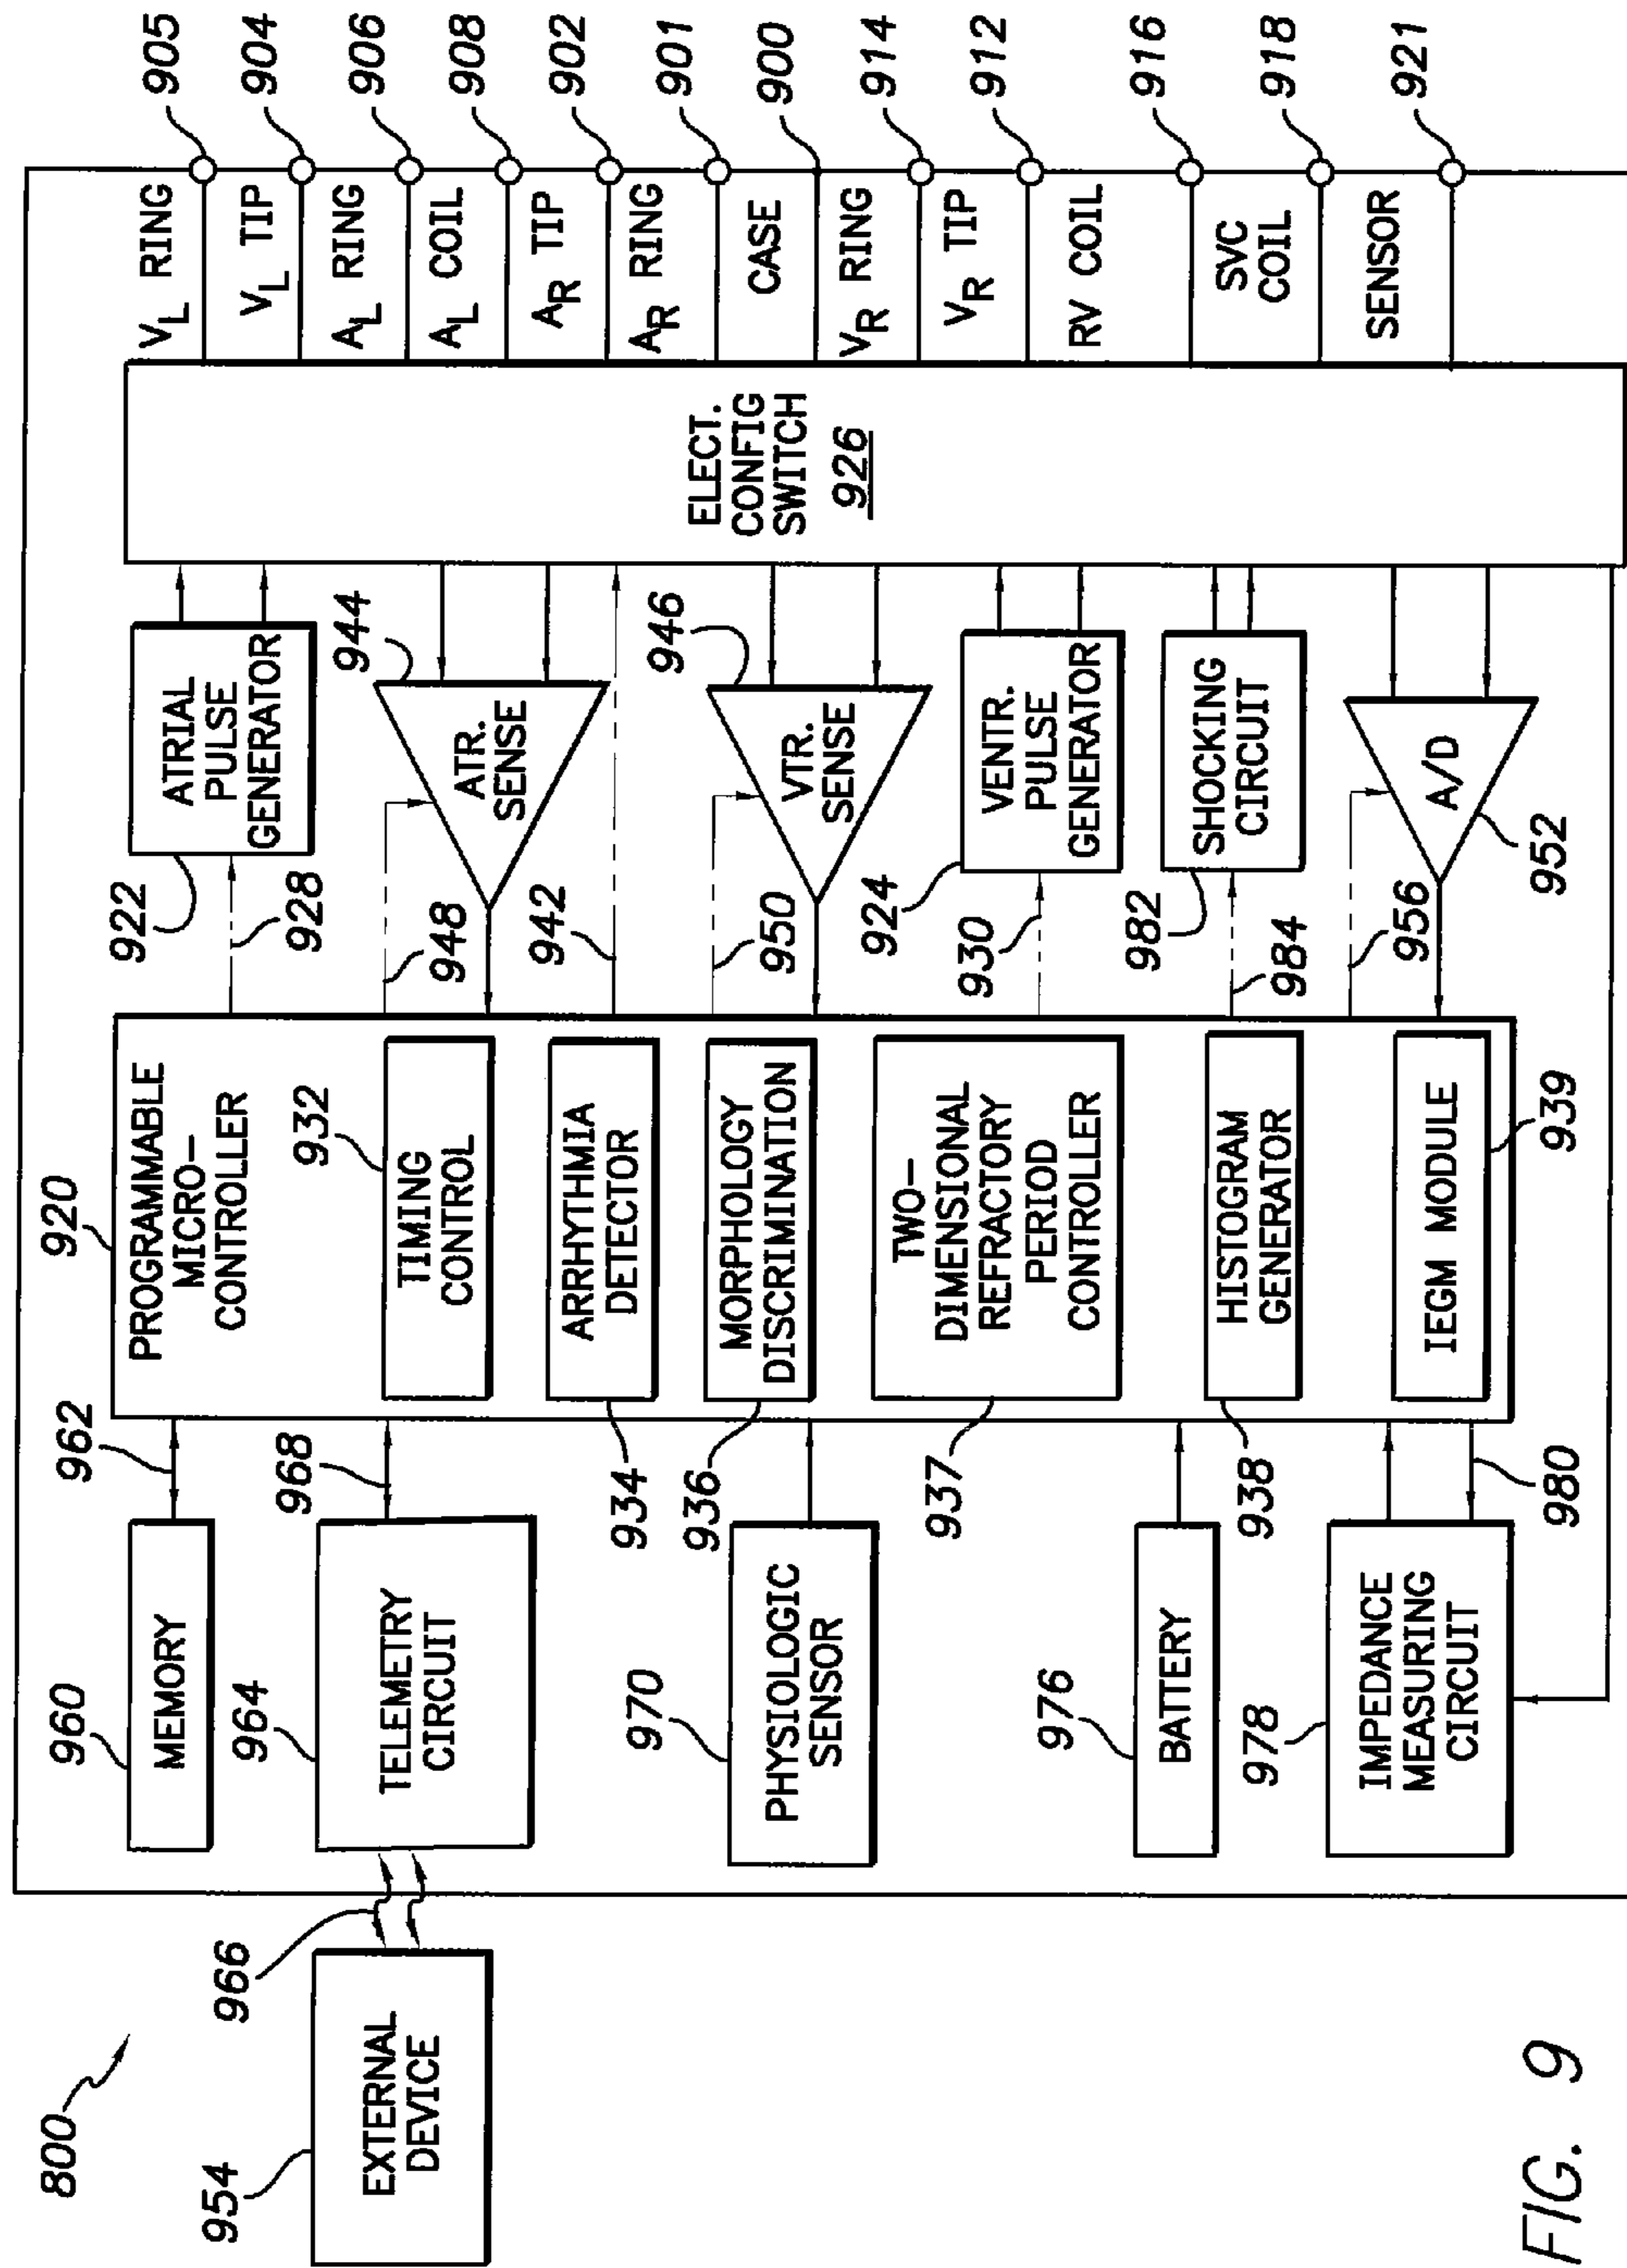 800
954
EXTERNAL
DEVICE
966
960
MEMORY
962
964
TELEMETRY
CIRCUIT
968
970
PHYSIOLOGIC
SENSOR
976
BATTERY
978
IMPEDANCE
MEASURING
CIRCUIT
980
920
PROGRAMMABLE
MICRO-
CONTROLLER
932
TIMING
CONTROL
934
ARRHYTHMIA
DETECTOR
936
MORPHOLOGY
DISCRIMINATION
937
TWO-
DIMENSIONAL
REFRACTORY
PERIOD
CONTROLLER
938
HISTOGRAM
GENERATOR
939
IEGM MODULE
922
ATRIAL
PULSE
GENERATOR
928
944
ATR.
SENSE
948
942
946
VTR.
SENSE
950
924
VENTR.
PULSE
GENERATOR
930
982
SHOCKING
CIRCUIT
984
A/D
952
956
ELECT.
CONFIG
SWITCH
926
VL RING
905
VL TIP
904
AL RING
906
AL COIL
908
AR TIP
902
AR RING
901
CASE
900
VR RING
914
VR TIP
912
RV COIL
916
SVC
COIL
918
SENSOR
921
FIG. 9